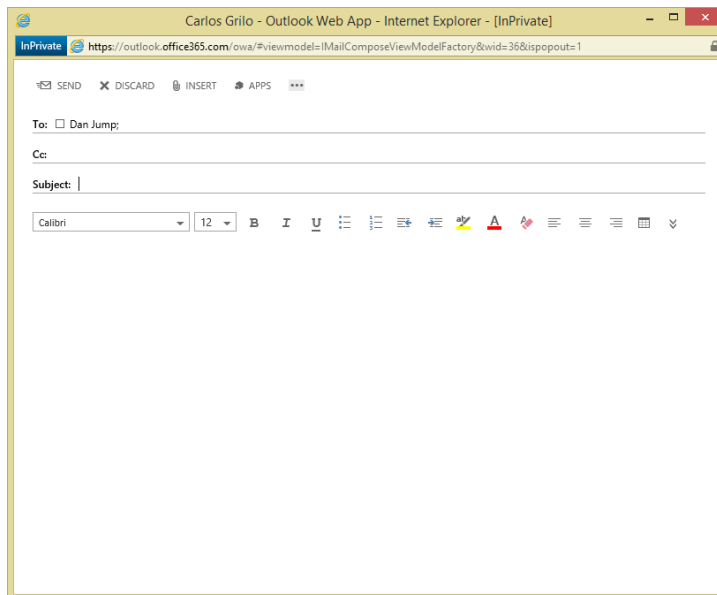 Carlos Grilo - Outlook Web App - Internet Explorer - [InPrivate]
InPrivate https://outlook.office365.com/owa/#viewmodel=IMailComposeViewModelFactory&wid=36&ispopout=1
SEND DISCARD INSERT APPS •••
To: Dan Jump;
Cc:
Subject:
Calibri 12 B I U aby A A